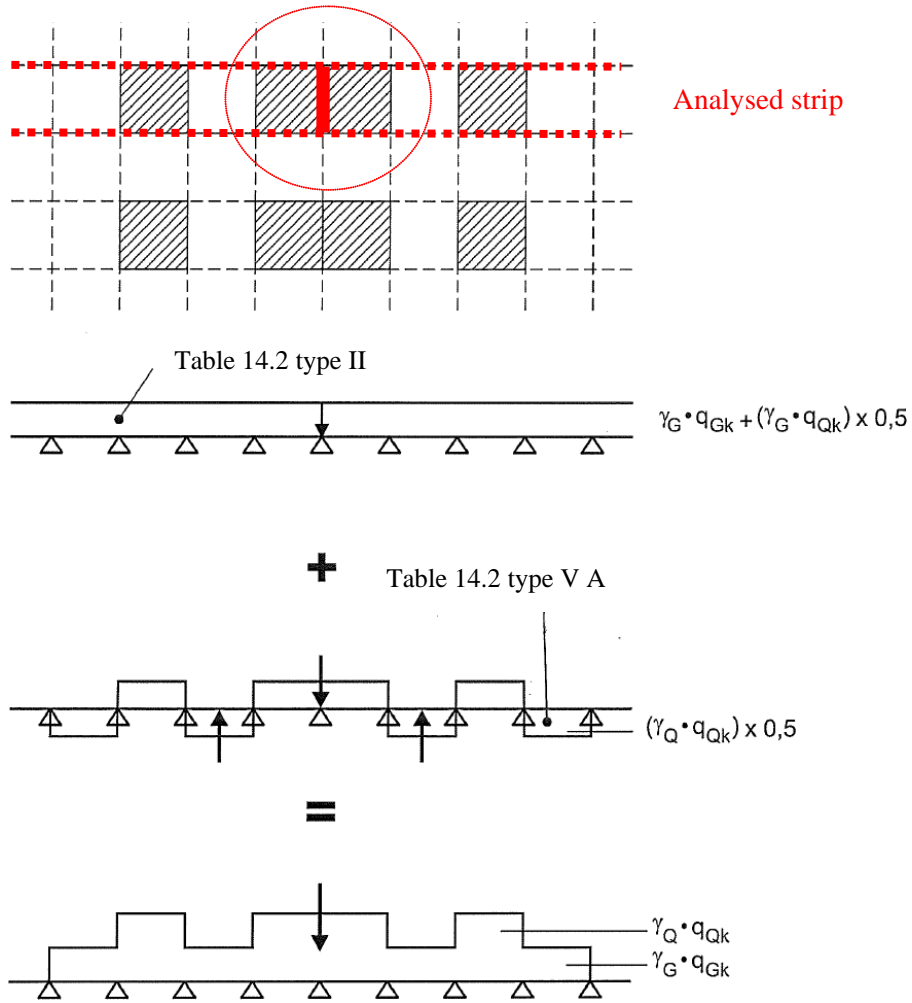 Analysed strip
Table 14.2 type II
γG • qGk + (γG • qQk) x 0,5
+
Table 14.2 type V A
(γQ • qQk) x 0,5
=
γQ • qQk
γG • qGk